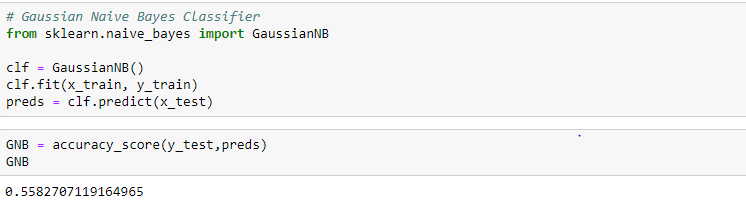 # Gaussian Naive Bayes Classifier
from sklearn.naive_bayes import GaussianNB
clf = GaussianNB()
clf.fit(x_train, y_train)
preds = clf.predict(x_test)
GNB = accuracy_score(y_test,preds)
GNB
0.5582707119164965